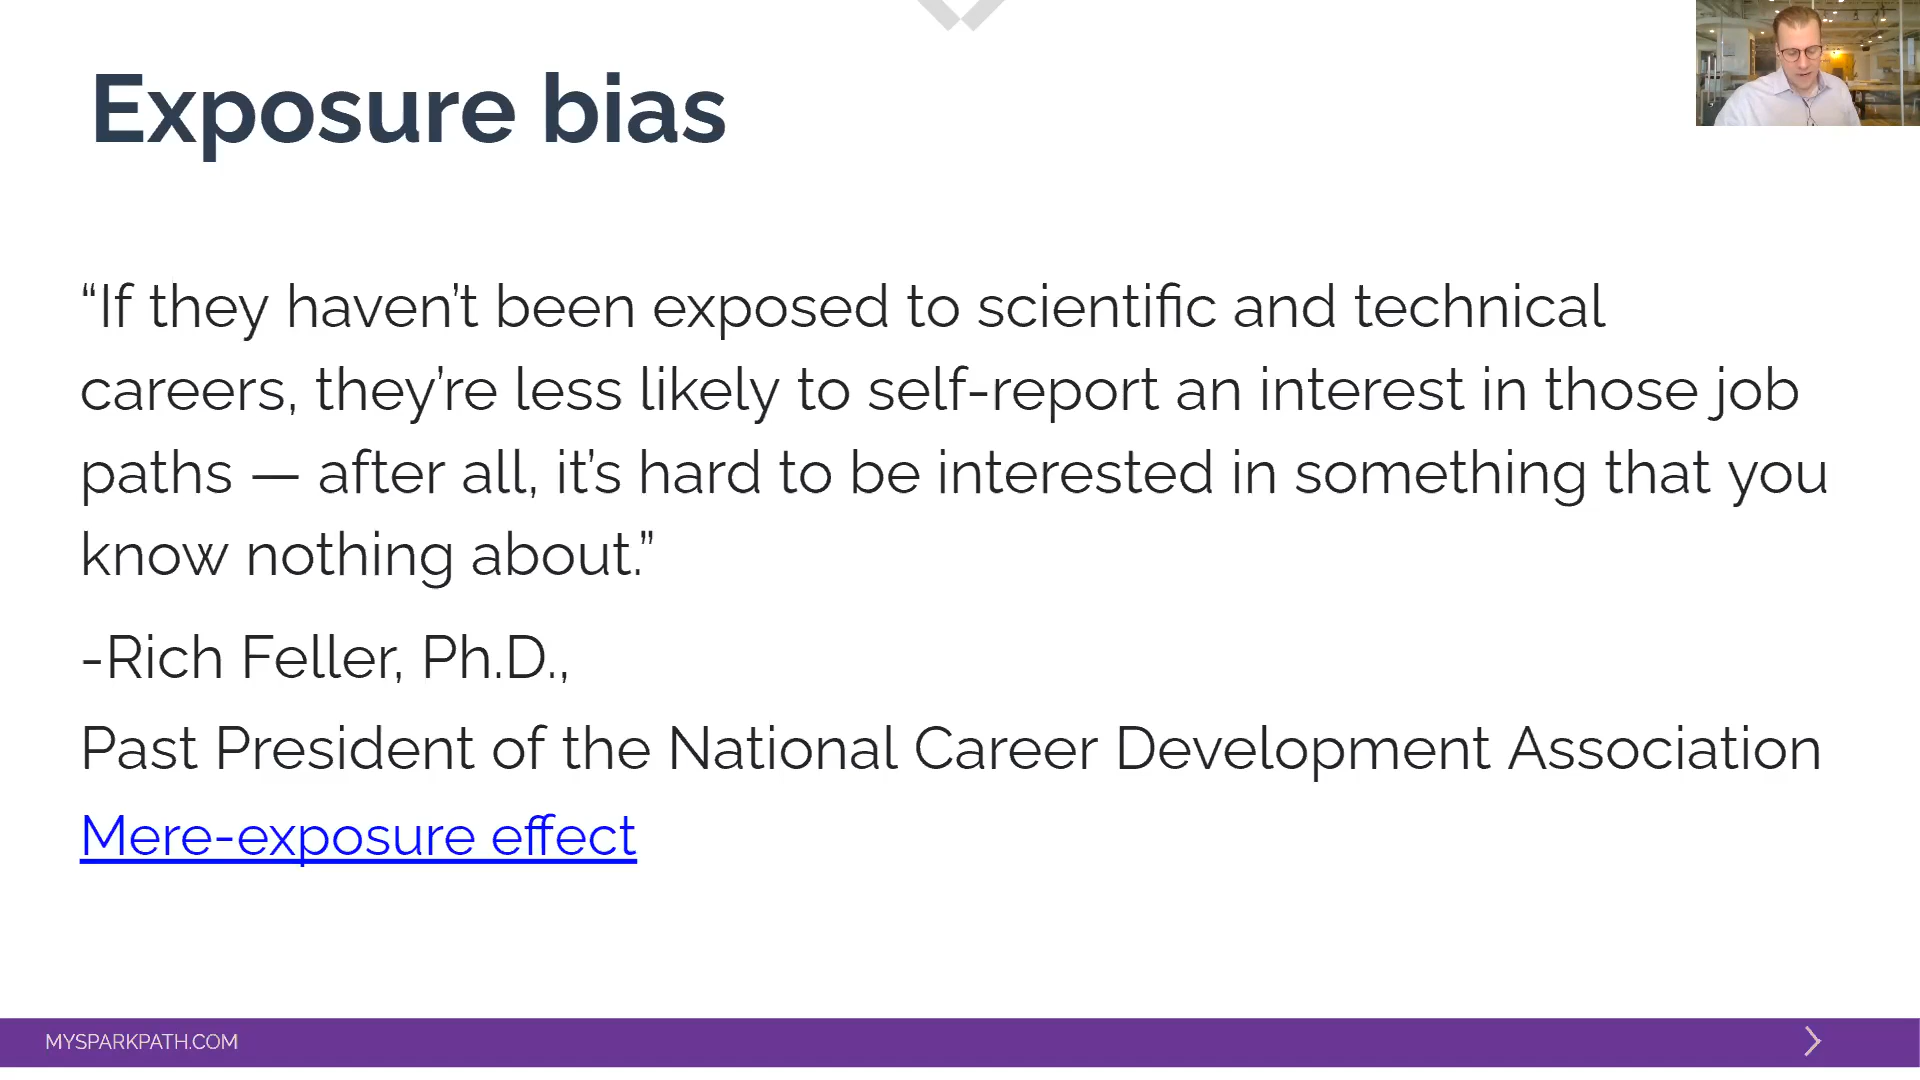 Exposure bias
“If they haven’t been exposed to scientific and technical
careers, they’re less likely to self-report an interest in those job
paths — after all, it’s hard to be interested in something that you
know nothing about.”
-Rich Feller, Ph.D.,
Past President of the National Career Development Association
Mere-exposure effect
MYSPARKPATH.COM